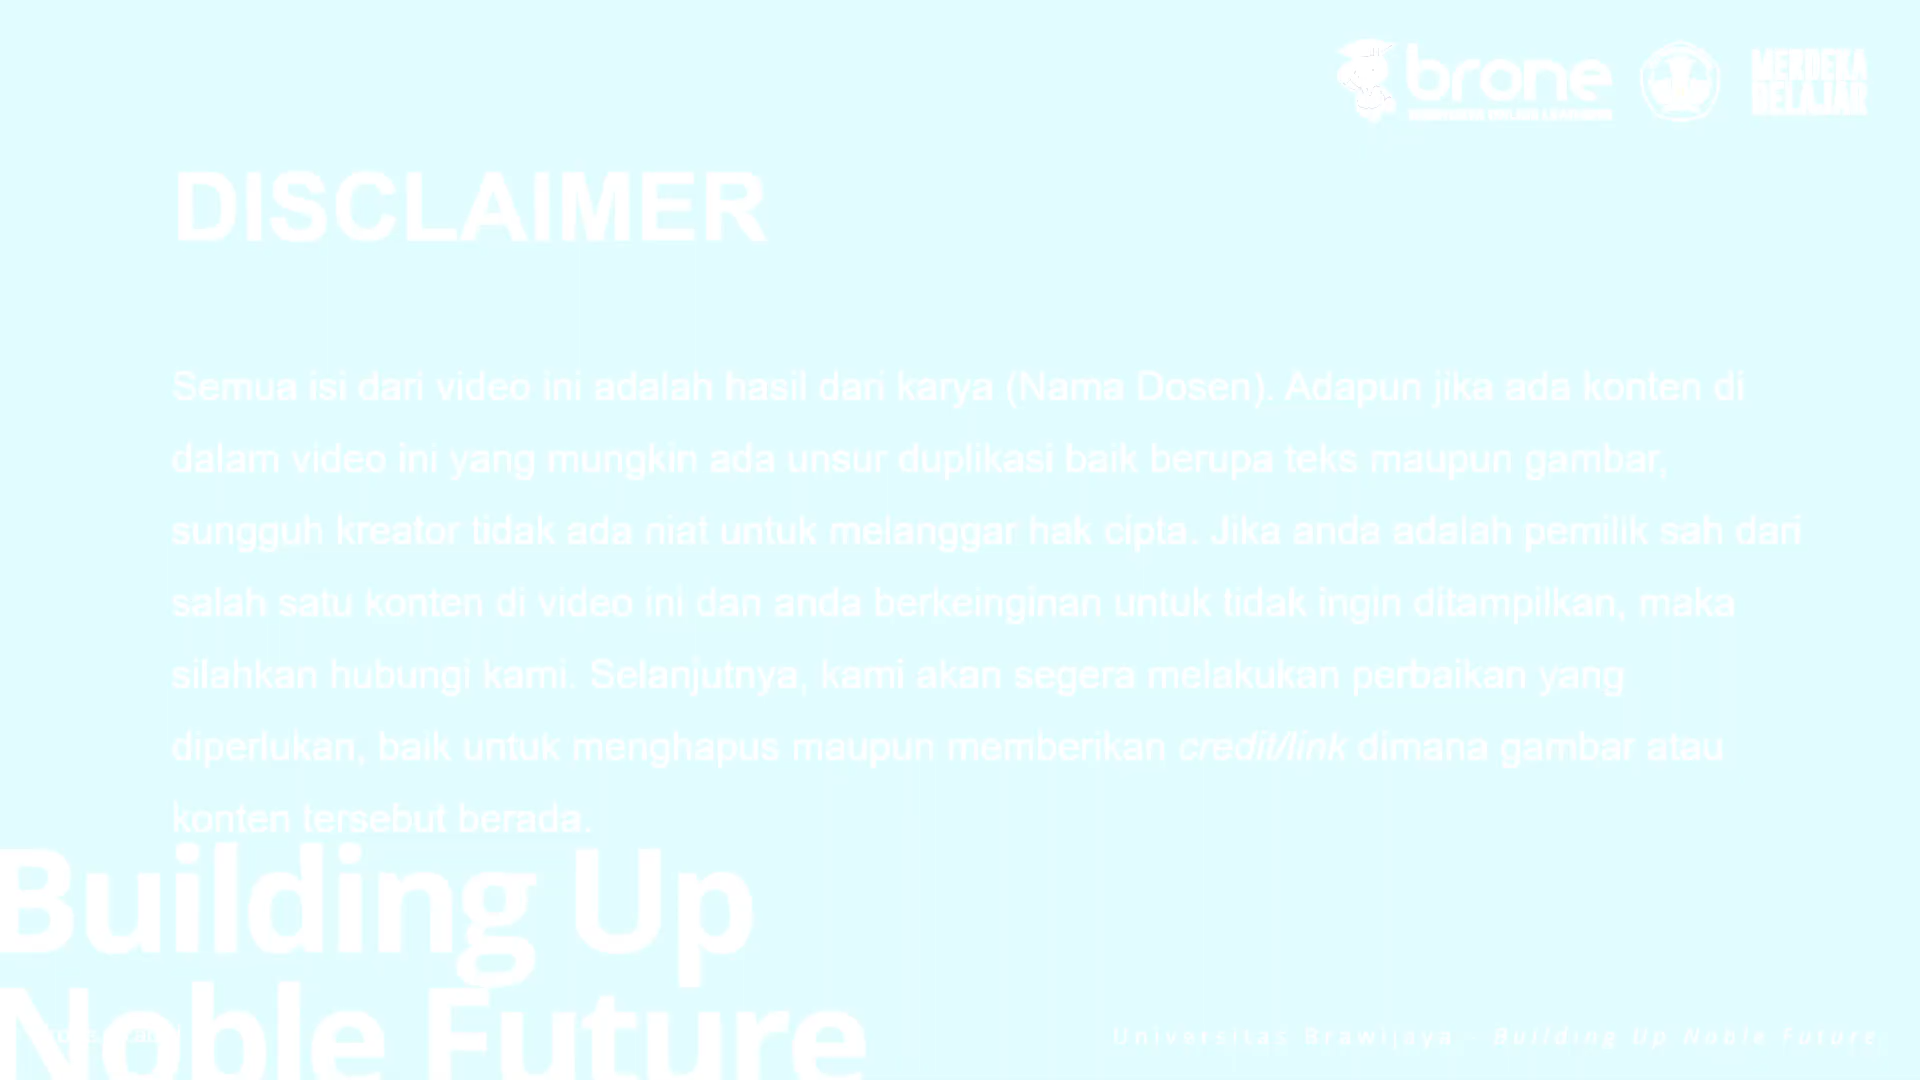 brone
MERDEKA
BELAJAR
DISCLAIMER
Semua isi dari video ini adalah hasil dari karya (Nama Dosen). Adapun jika ada konten di
dalam video ini yang mungkin ada unsur duplikasi baik berupa teks maupun gambar,
sungguh kreator tidak ada niat untuk melanggar hak cipta. Jika anda adalah pemilik sah dari
salah satu konten di video ini dan anda berkeinginan untuk tidak ingin ditampilkan, maka
silahkan hubungi kami. Selanjutnya, kami akan segera melakukan perbaikan yang
diperlukan, baik untuk menghapus maupun memberikan credit/link dimana gambar atau
konten tersebut berada.
Building Up
Noble Future
Universitas Brawijaya - Building Up Noble Future